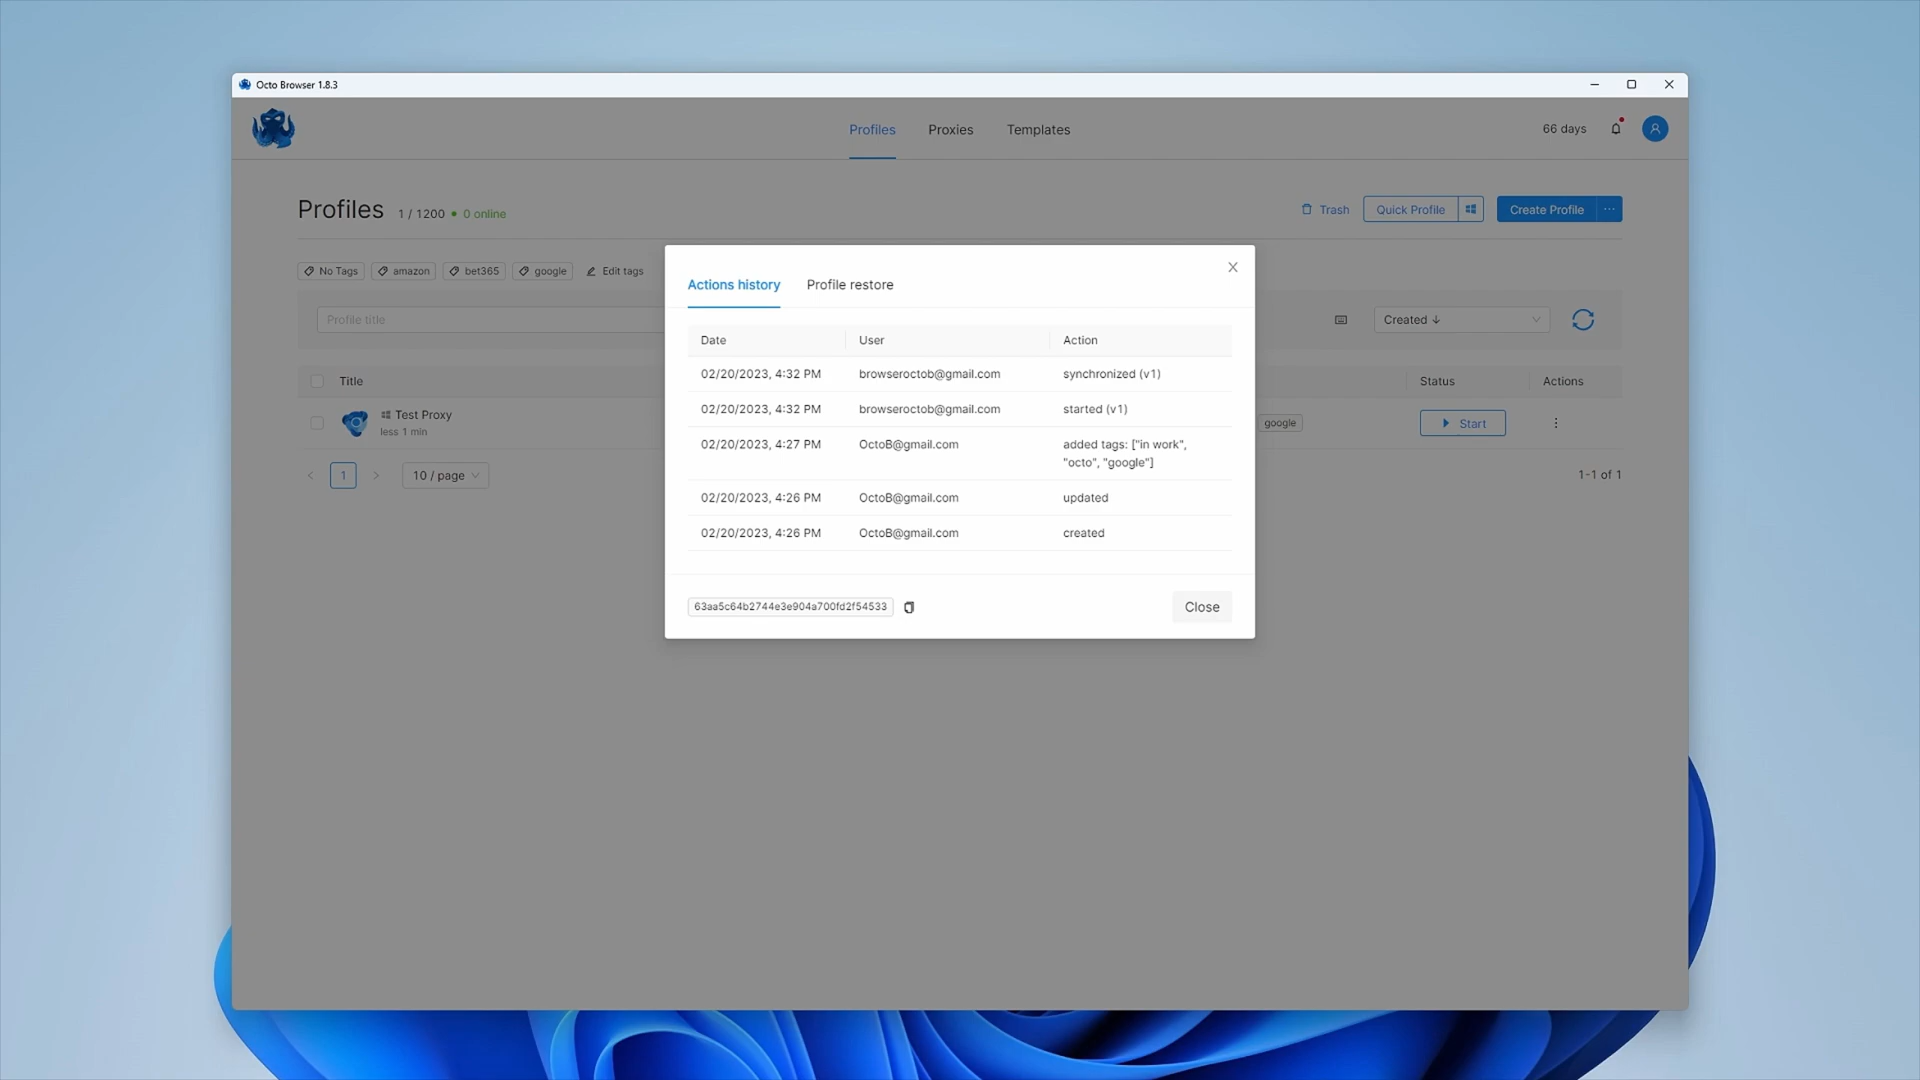 Octo Browser 1.8.3
Profiles Proxies Templates
66 days
Profiles 1 / 1200 0 online
Trash Quick Profile Create Profile ...
No Tags amazon bet365 google Edit tags
Profile title
Created ↓
Title Status Actions
Test Proxy
less 1 min
google Start
< 1 > 10 / page
1-1 of 1
Actions history Profile restore
Date User Action
02/20/2023, 4:32 PM browseroctob@gmail.com synchronized (v1)
02/20/2023, 4:32 PM browseroctob@gmail.com started (v1)
02/20/2023, 4:27 PM OctoB@gmail.com added tags: ["in work",
"octo", "google"]
02/20/2023, 4:26 PM OctoB@gmail.com updated
02/20/2023, 4:26 PM OctoB@gmail.com created
63aa5c64b2744e3e904a700fd2f54533 Close